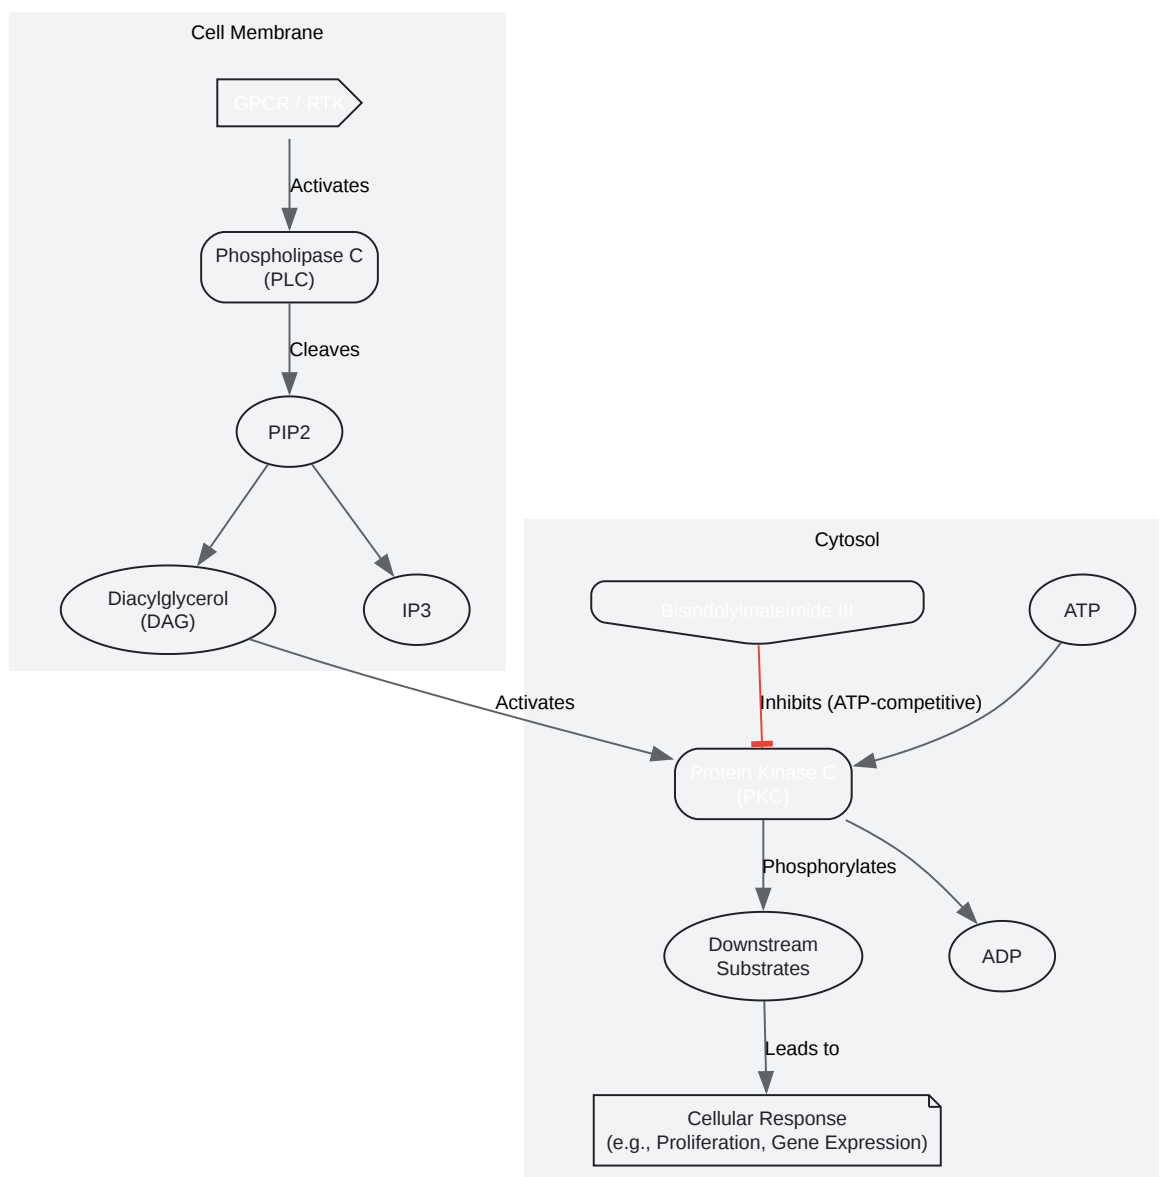 Cell Membrane
GPCR / RTK
Activates
Phospholipase C
(PLC)
Cleaves
PIP2
Diacylglycerol
(DAG)
IP3
Activates
Cytosol
Bisindolylmaleimide III
ATP
Inhibits (ATP-competitive)
Protein Kinase C
(PKC)
Phosphorylates
Downstream
Substrates
ADP
Leads to
Cellular Response
(e.g., Proliferation, Gene Expression)